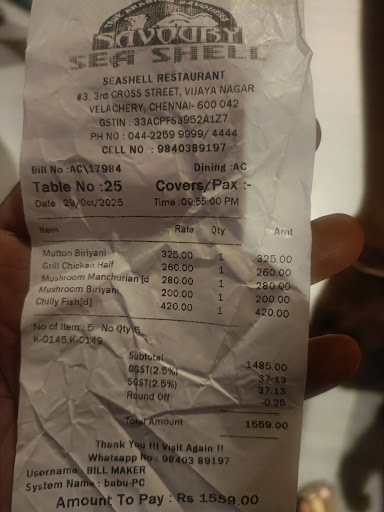 SAVOURY
SEA SHELL
SEASHELL RESTAURANT
#3, 3rd CROSS STREET, VIJAYA NAGAR
VELACHERY, CHENNAI- 600 042
GSTIN : 33ACPFS3952A1Z7
PH NO : 044-2259 9999/ 4444
CELL NO : 9840389197
Bill No :AC\17984 Dining :AC
Table No :25 Covers/Pax :-
Date : 29/Oct/2025 Time :09:55:00 PM
Item Rate Qty Amt
Mutton Biriyani 325.00 1 325.00
Grill Chicken Half 260.00 1 260.00
Mushroom Manchurian [d 280.00 1 280.00
Mushroom Biriyani 200.00 1 200.00
Chilly Fish[d] 420.00 1 420.00
No of Item : 5 No Qty 5
K-0145,K-0149
Subtotal 1485.00
CGST(2.5%) 37.13
SGST(2.5%) 37.13
Round Off -0.25
Total Amount 1559.00
Thank You !!! Visit Again !!
Whatsapp No : 98403 89197
Username : BILL MAKER
System Name : babu-PC
Amount To Pay : Rs 1559.00